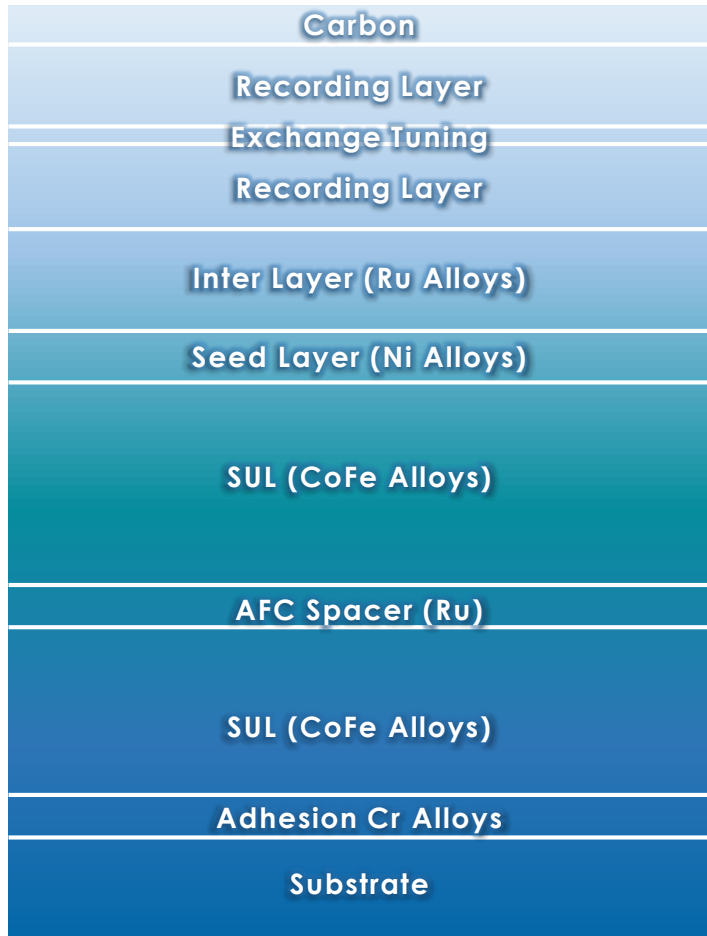 Carbon
Recording Layer
Exchange Tuning
Recording Layer
Inter Layer (Ru Alloys)
Seed Layer (Ni Alloys)
SUL (CoFe Alloys)
AFC Spacer (Ru)
SUL (CoFe Alloys)
Adhesion Cr Alloys
Substrate